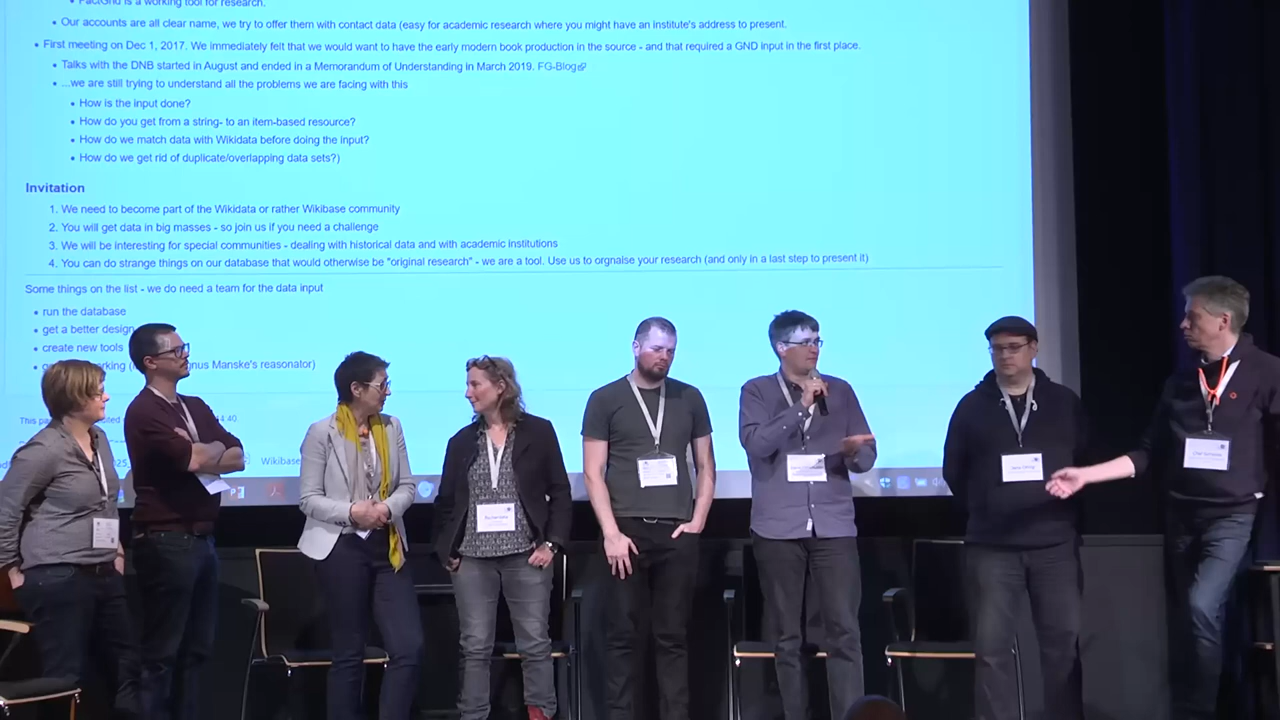 FactGrid is a working tool for research.
Our accounts are all clear name, we try to offer them with contact data (easy for academic research where you might have an institute's address to present.
First meeting on Dec 1, 2017. We immediately felt that we would want to have the early modern book production in the source - and that required a GND input in the first place.
Talks with the DNB started in August and ended in a Memorandum of Understanding in March 2019. FG-Blog
...we are still trying to understand all the problems we are facing with this
How is the input done?
How do you get from a string- to an item-based resource?
How do we match data with Wikidata before doing the input?
How do we get rid of duplicate/overlapping data sets?)
Invitation
1. We need to become part of the Wikidata or rather Wikibase community
2. You will get data in big masses - so join us if you need a challenge
3. We will be interesting for special communities - dealing with historical data and with academic institutions
4. You can do strange things on our database that would otherwise be "original research" - we are a tool. Use us to orgnaise your research (and only in a last step to present it)
Some things on the list - we do need a team for the data input
run the database
get a better design
create new tools
gnus Manske's reasonator)
This pa
14:40.
Wikibase